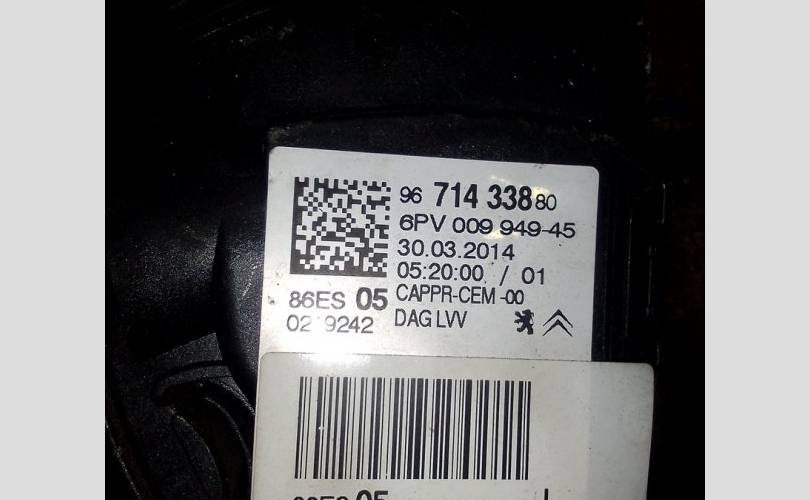 96 714 338 80
6PV 009 949-45
30.03.2014
05:20:00 / 01
86ES 05 CAPPR-CEM-00
DAG LVV